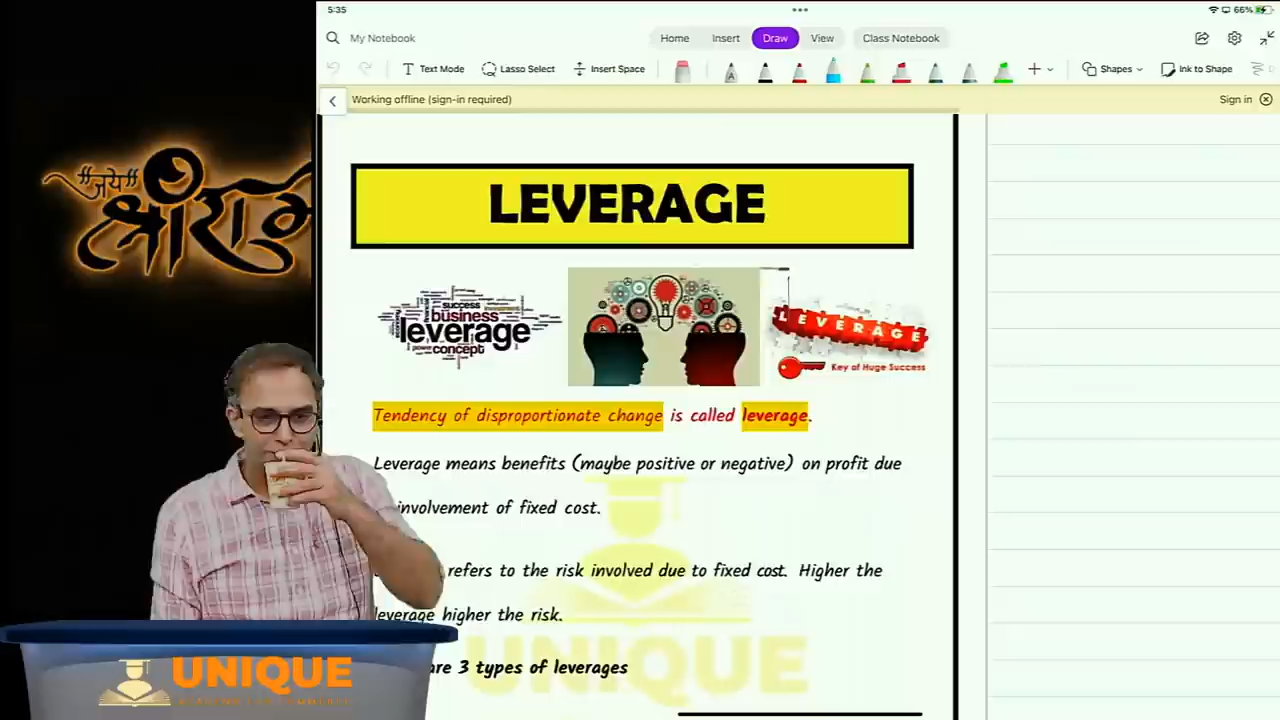 5:35
66%
My Notebook
Home
Insert
Draw
View
Class Notebook
Text Mode
Lasso Select
Insert Space
Shapes
Ink to Shape
Working offline (sign-in required)
Sign in
॥जय॥
श्रीराम
LEVERAGE
success
business
leverage
power
concept
LEVERAGE
Key of Huge Success
Tendency of disproportionate change is called leverage.
Leverage means benefits (maybe positive or negative) on profit due
involvement of fixed cost.
refers to the risk involved due to fixed cost. Higher the
leverage higher the risk.
are 3 types of leverages
UNIQUE
UNIQUE